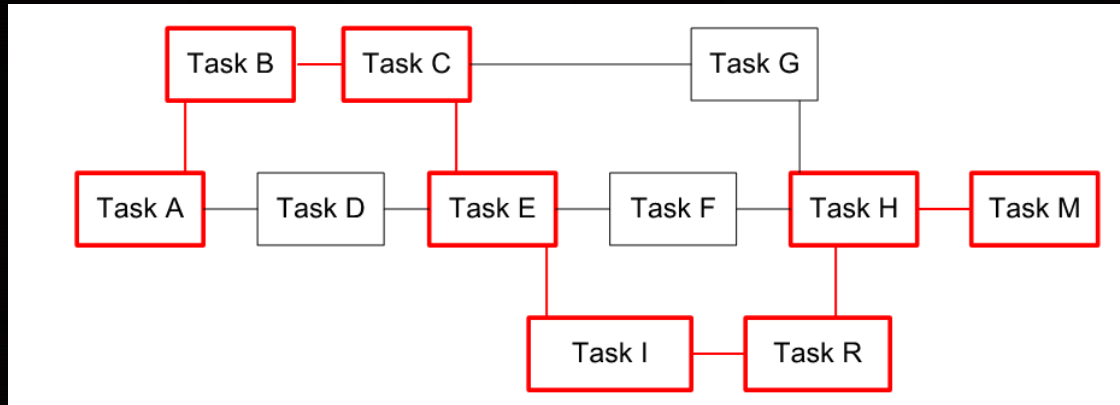 Task B
Task C
Task G
Task A
Task D
Task E
Task F
Task H
Task M
Task I
Task R